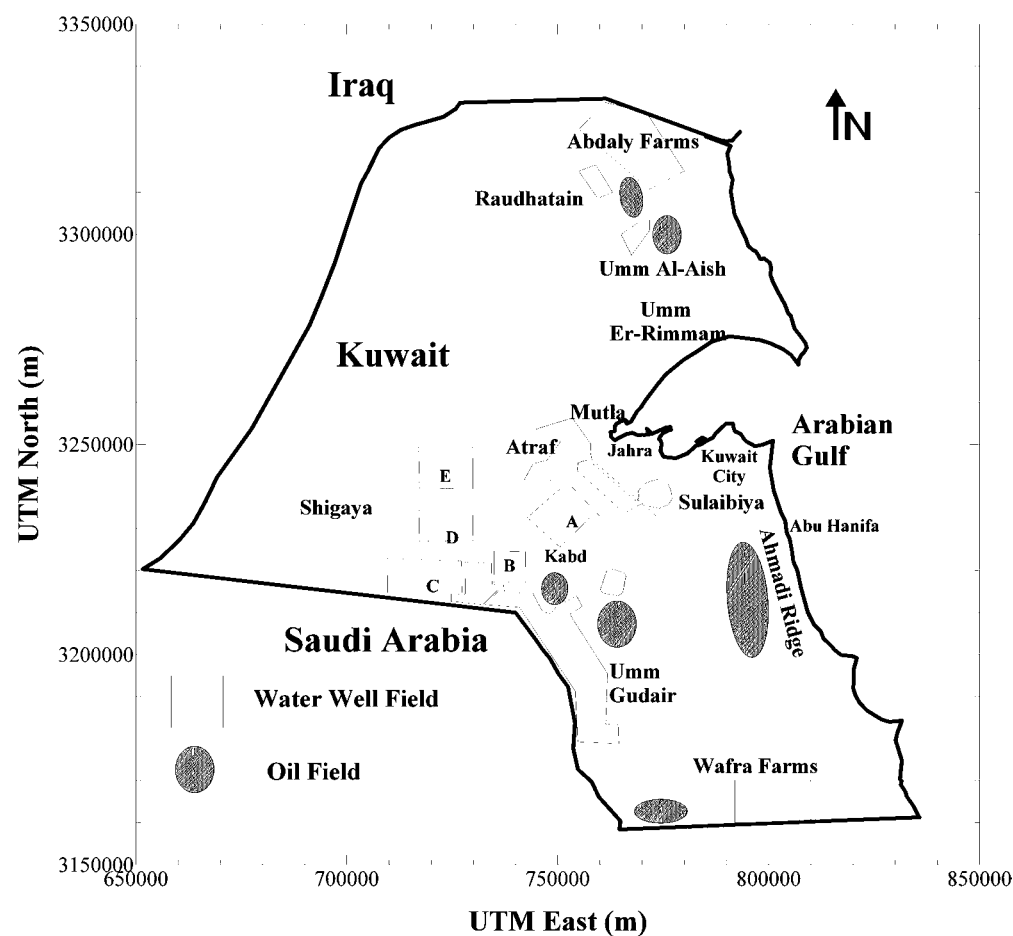 3350000
Iraq
N
Abdaly Farms
Raudhatain
3300000
Umm Al-Aish
Umm
Er-Rimmam
Kuwait
Mutla
Arabian
Gulf
3250000
Atraf
Jahra
Kuwait
City
E
Sulaibiya
Shigaya
A
Abu Hanifa
D
Kabd
B
Ahmadi Ridge
C
Saudi Arabia
3200000
Umm
Gudair
Water Well Field
Oil Field
Wafra Farms
3150000
650000
700000
750000
800000
850000
UTM East (m)
UTM North (m)